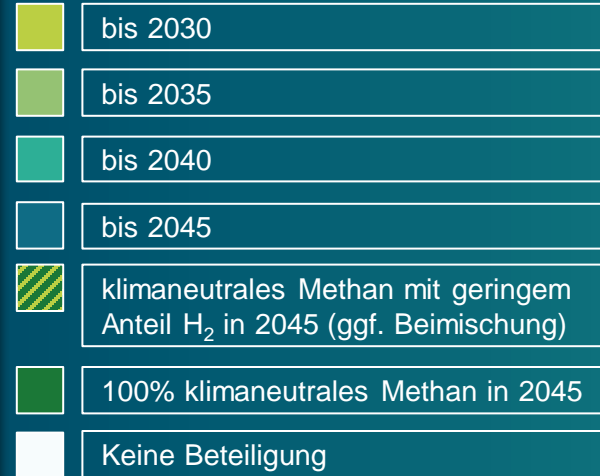 bis 2030
bis 2035
bis 2040
bis 2045
klimaneutrales Methan mit geringem
Anteil H₂ in 2045 (ggf. Beimischung)
100% klimaneutrales Methan in 2045
Keine Beteiligung